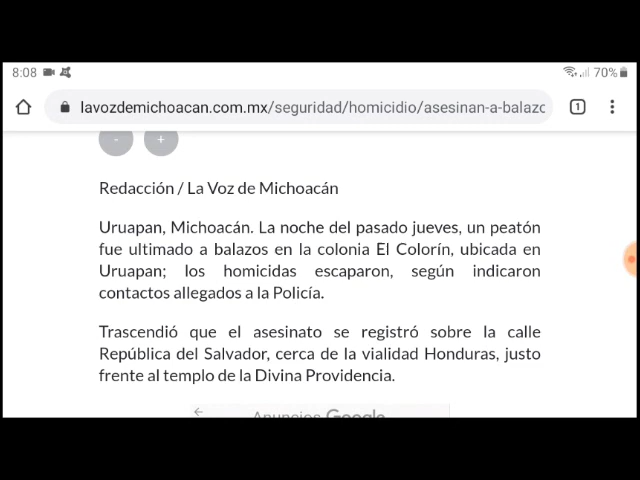 8:08 70%
lavozdemichoacan.com.mx/seguridad/homicidio/asesinan-a-balazo 1
- +
Redacción / La Voz de Michoacán
Uruapan, Michoacán. La noche del pasado jueves, un peatón
fue ultimado a balazos en la colonia El Colorín, ubicada en
Uruapan; los homicidas escaparon, según indicaron
contactos allegados a la Policía.
Trascendió que el asesinato se registró sobre la calle
República del Salvador, cerca de la vialidad Honduras, justo
frente al templo de la Divina Providencia.
Anuncios Google